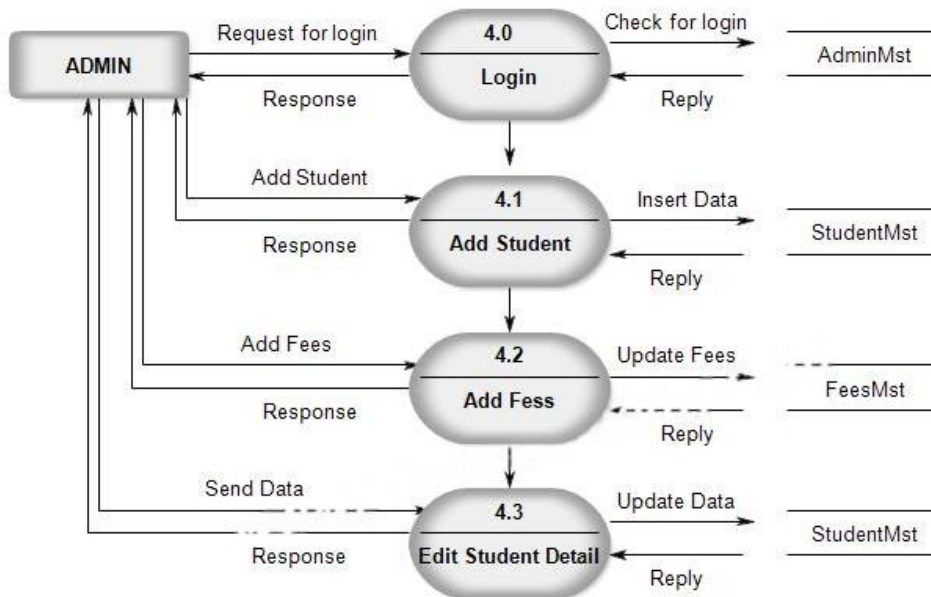 ADMIN
Request for login
Response
4.0
Login
Check for login
Reply
AdminMst
Add Student
Response
4.1
Add Student
Insert Data
Reply
StudentMst
Add Fees
Response
4.2
Add Fess
Update Fees
Reply
FeesMst
Send Data
Response
4.3
Edit Student Detail
Update Data
Reply
StudentMst